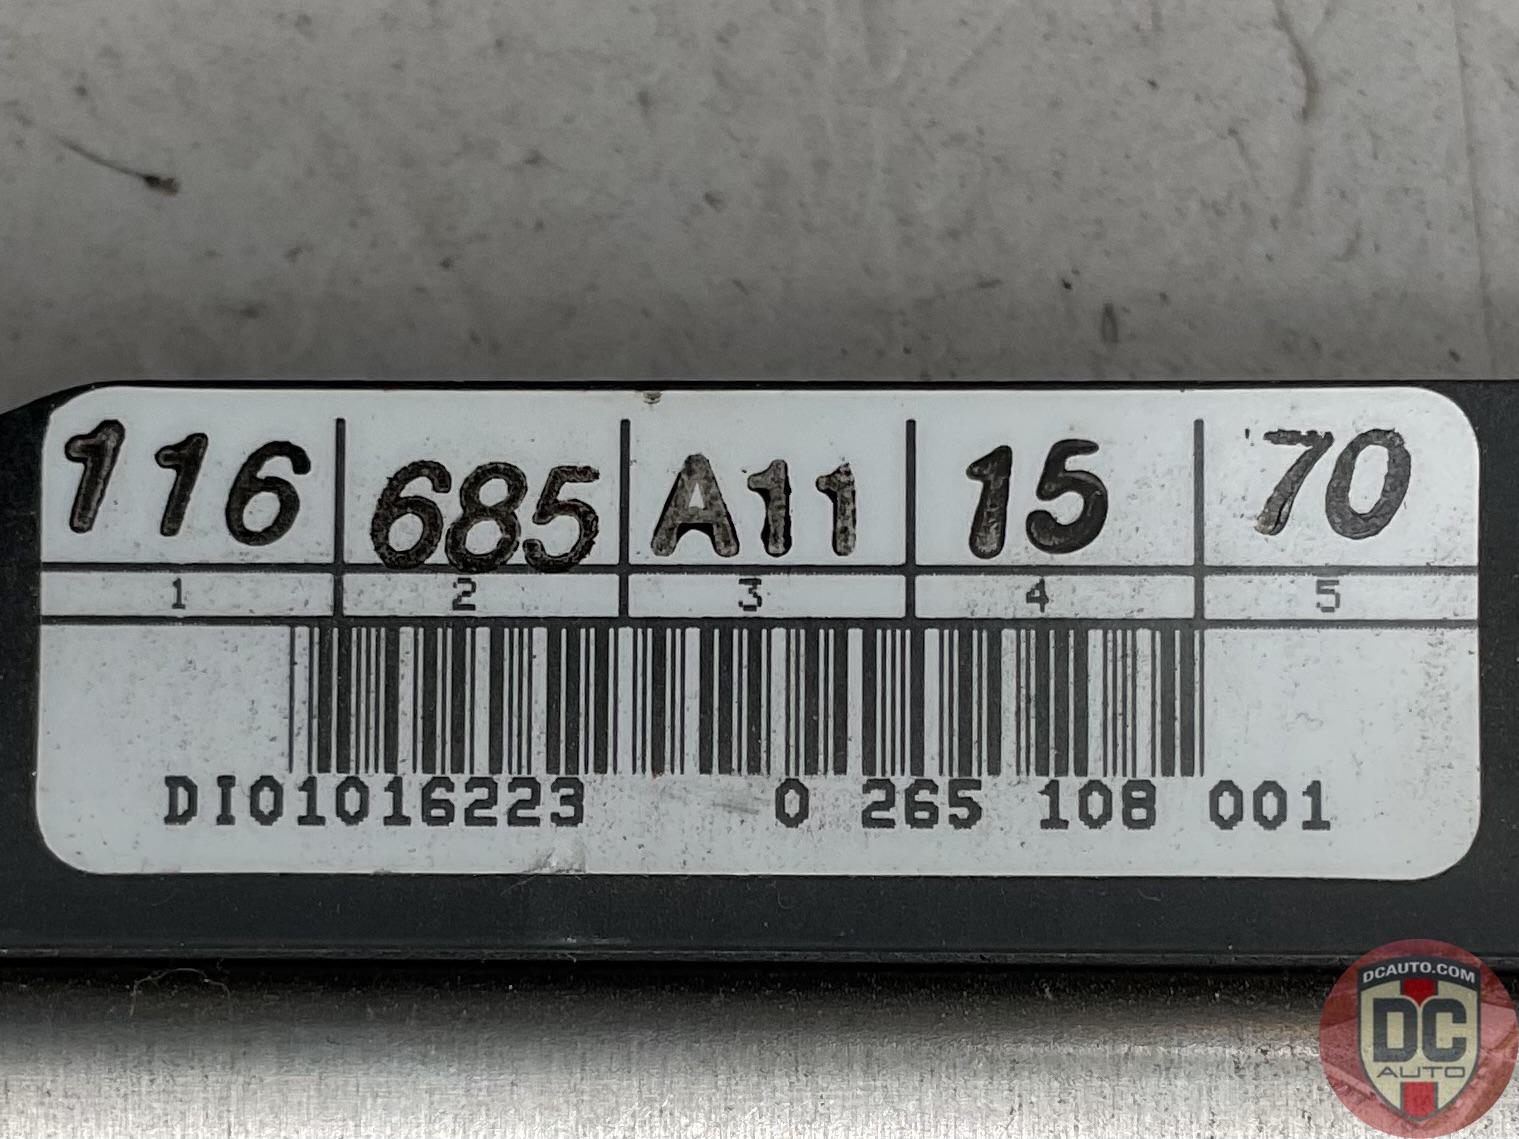 116 685 A11 15 70
1 2 3 4 5
DI01016223 0 265 108 001
DCAUTO.COM
DC
AUTO